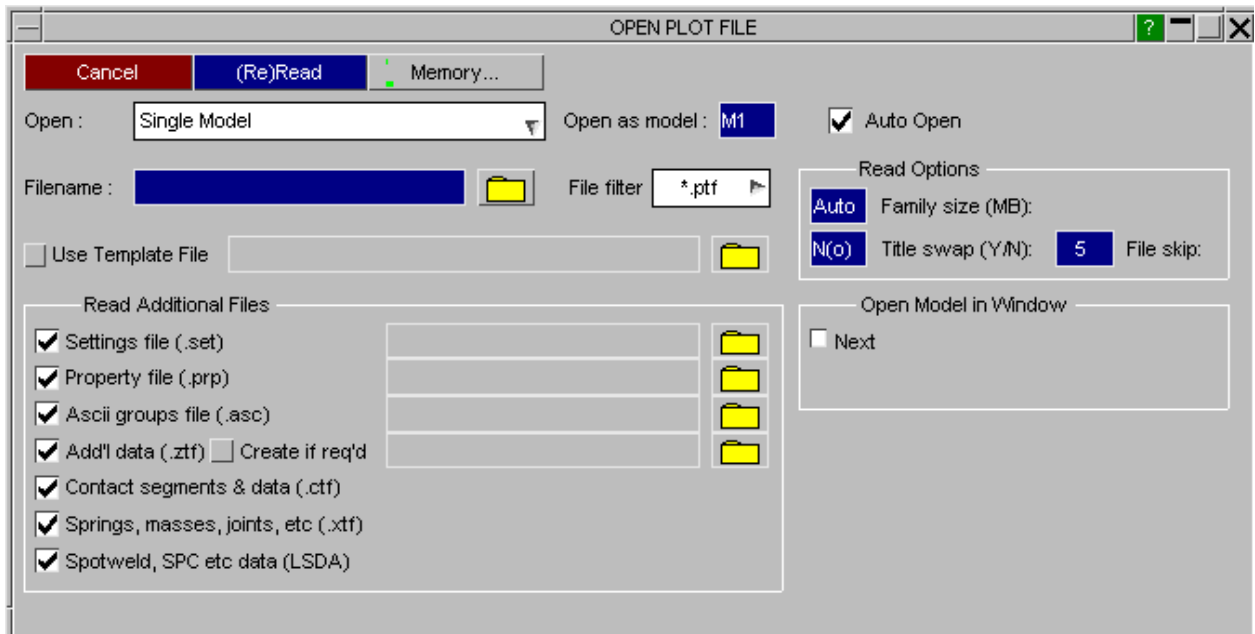 OPEN PLOT FILE ?
Cancel (Re)Read Memory...
Open : Single Model Open as model : M1 Auto Open
Filename : File filter *.ptf
Read Options
Auto Family size (MB):
N(o) Title swap (Y/N): 5 File skip:
Use Template File
Read Additional Files
Settings file (.set)
Property file (.prp)
Ascii groups file (.asc)
Add'l data (.ztf) Create if req'd
Contact segments & data (.ctf)
Springs, masses, joints, etc (.xtf)
Spotweld, SPC etc data (LSDA)
Open Model in Window
Next